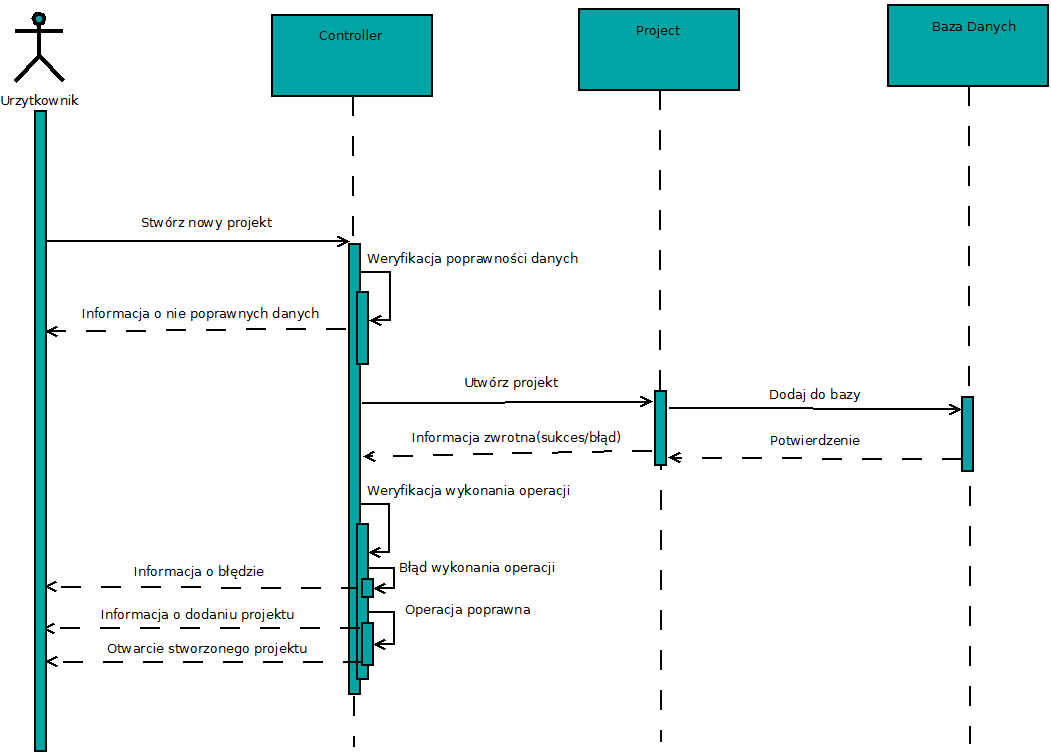 Controller
Project
Baza Danych
Urzytkownik
Stwórz nowy projekt
Weryfikacja poprawności danych
Informacja o nie poprawnych danych
Utwórz projekt
Dodaj do bazy
Informacja zwrotna(sukces/błąd)
Potwierdzenie
Weryfikacja wykonania operacji
Błąd wykonania operacji
Informacja o błędzie
Operacja poprawna
Informacja o dodaniu projektu
Otwarcie stworzonego projektu